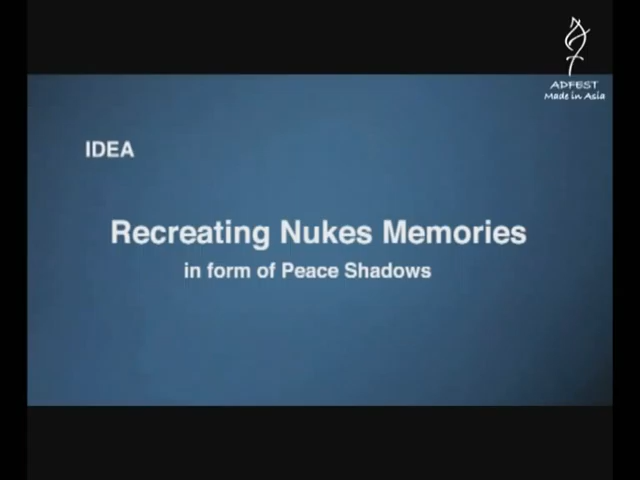 ADFEST
Made in Asia
IDEA
Recreating Nukes Memories
in form of Peace Shadows